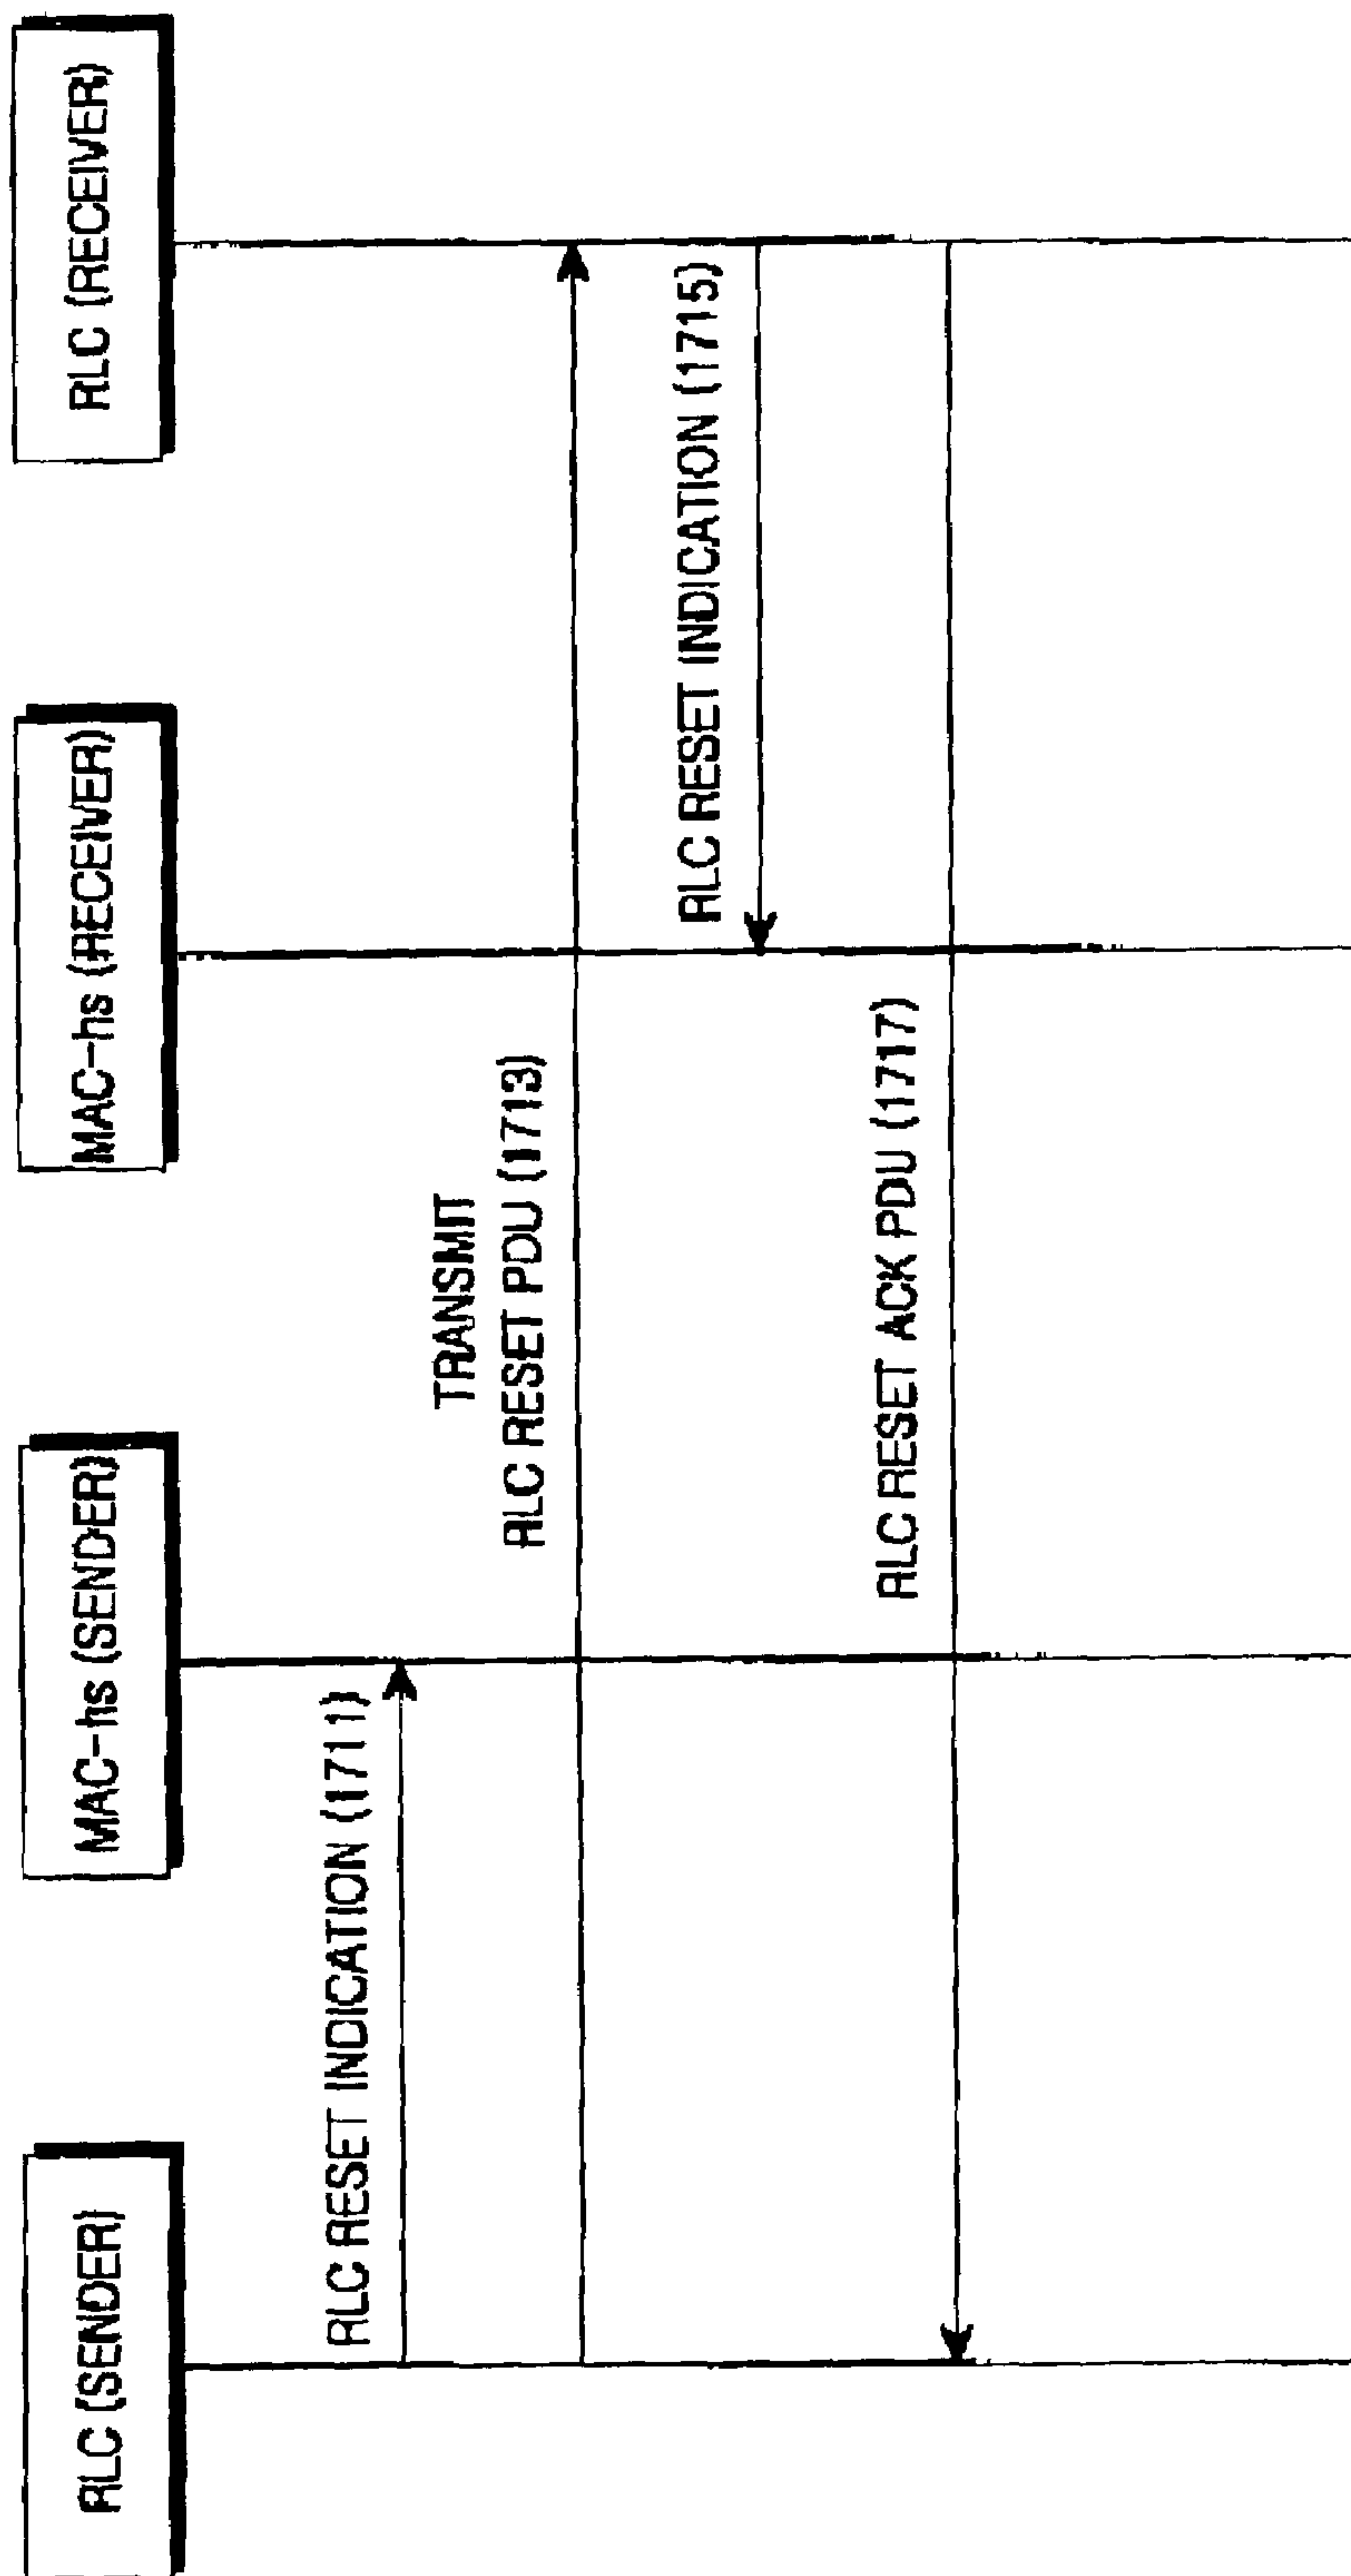 RLC (SENDER)
MAC-hs (SENDER)
MAC-hs (RECEIVER)
RLC (RECEIVER)
RLC RESET INDICATION (1711)
TRANSMIT
RLC RESET PDU (1713)
RLC RESET INDICATION (1715)
RLC RESET ACK PDU (1717)